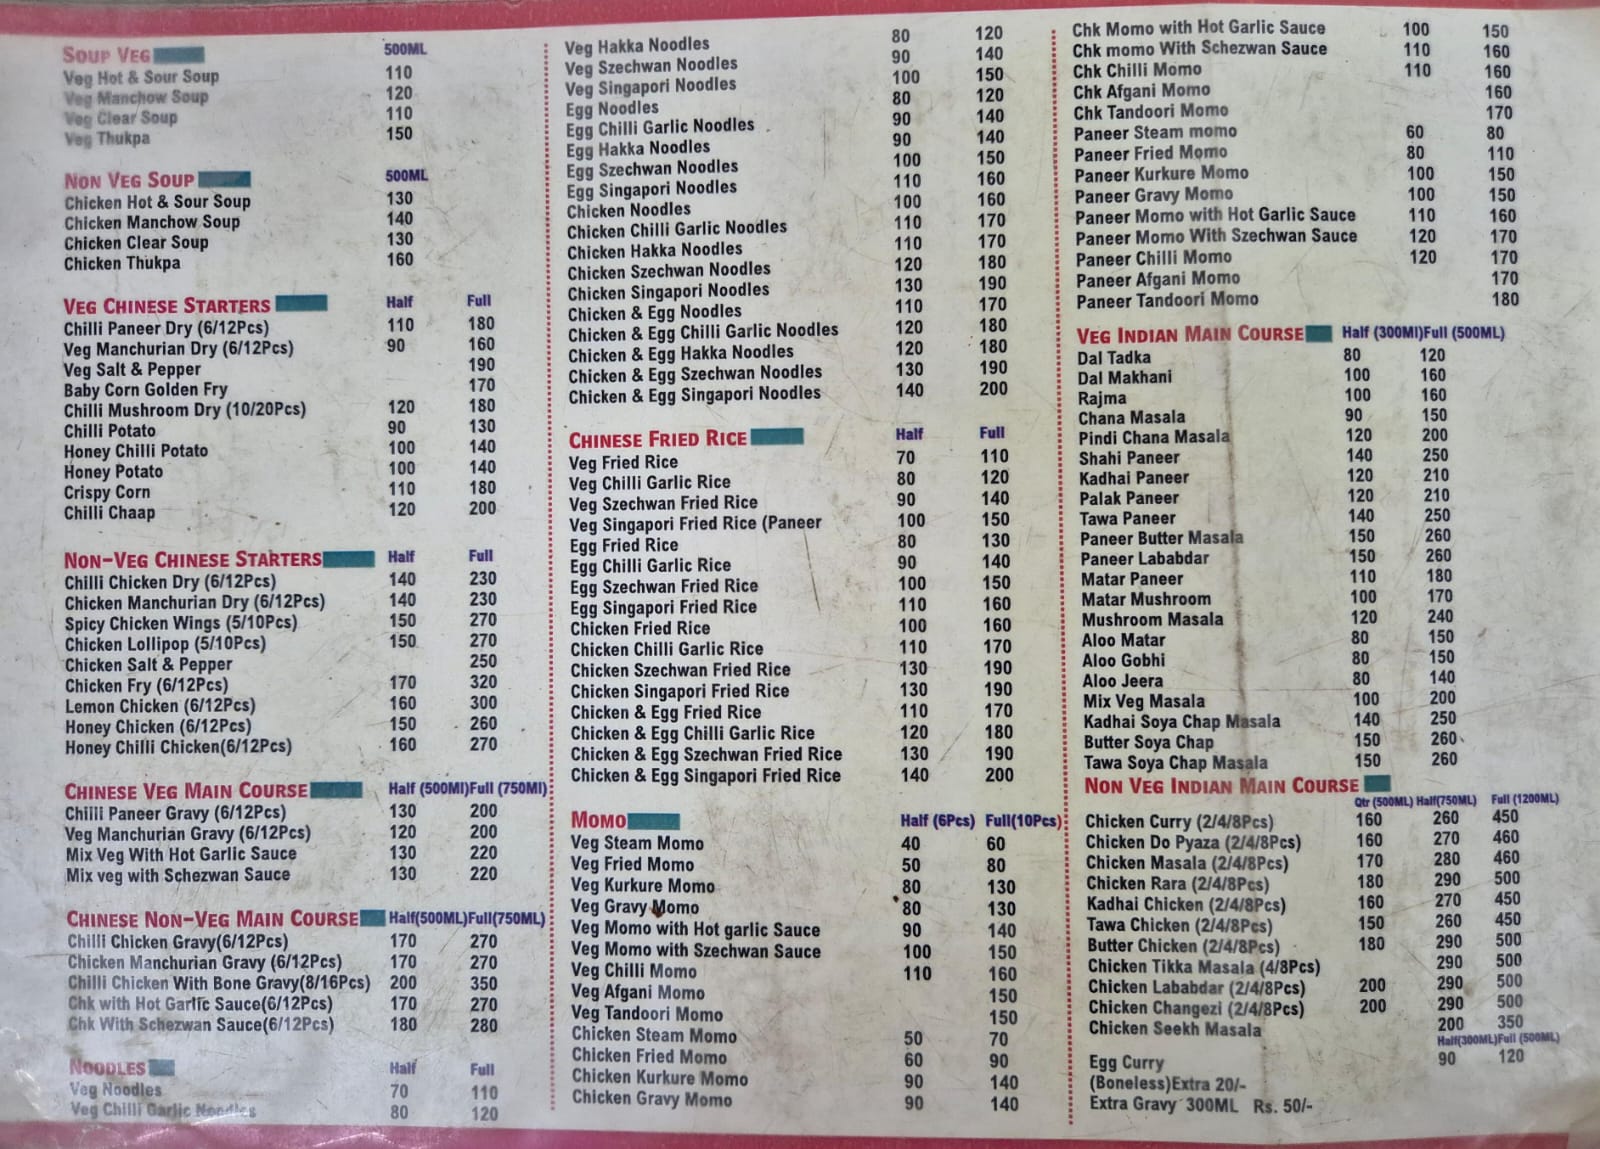 SOUP VEG 500ML
Veg Hot & Sour Soup 110
Veg Manchow Soup 120
Veg Clear Soup 110
Veg Thukpa 150
NON VEG SOUP 500ML
Chicken Hot & Sour Soup 130
Chicken Manchow Soup 140
Chicken Clear Soup 130
Chicken Thukpa 160
VEG CHINESE STARTERS Half Full
Chilli Paneer Dry (6/12Pcs) 110 180
Veg Manchurian Dry (6/12Pcs) 90 160
Veg Salt & Pepper 190
Baby Corn Golden Fry 170
Chilli Mushroom Dry (10/20Pcs) 120 180
Chilli Potato 90 130
Honey Chilli Potato 100 140
Honey Potato 100 140
Crispy Corn 110 180
Chilli Chaap 120 200
NON-VEG CHINESE STARTERS Half Full
Chilli Chicken Dry (6/12Pcs) 140 230
Chicken Manchurian Dry (6/12Pcs) 140 230
Spicy Chicken Wings (5/10Pcs) 150 270
Chicken Lollipop (5/10Pcs) 150 270
Chicken Salt & Pepper 250
Chicken Fry (6/12Pcs) 170 320
Lemon Chicken (6/12Pcs) 160 300
Honey Chicken (6/12Pcs) 150 260
Honey Chilli Chicken(6/12Pcs) 160 270
CHINESE VEG MAIN COURSE Half (500Ml)Full (750Ml)
Chilli Paneer Gravy (6/12Pcs) 130 200
Veg Manchurian Gravy (6/12Pcs) 120 200
Mix Veg With Hot Garlic Sauce 130 220
Mix veg with Schezwan Sauce 130 220
CHINESE NON-VEG MAIN COURSE Half(500ML)Full(750ML)
Chilli Chicken Gravy(6/12Pcs) 170 270
Chicken Manchurian Gravy (6/12Pcs) 170 270
Chilli Chicken With Bone Gravy(8/16Pcs) 200 350
Chk with Hot Garlic Sauce(6/12Pcs) 170 270
Chk With Schezwan Sauce(6/12Pcs) 180 280
NOODLES Half Full
Veg Noodles 70 110
Veg Chilli Garlic Noodles 80 120
Veg Hakka Noodles 80 120
Veg Szechwan Noodles 90 140
Veg Singapori Noodles 100 150
Egg Noodles 80 120
Egg Chilli Garlic Noodles 90 140
Egg Hakka Noodles 90 140
Egg Szechwan Noodles 100 150
Egg Singapori Noodles 110 160
Chicken Noodles 100 160
Chicken Chilli Garlic Noodles 110 170
Chicken Hakka Noodles 110 170
Chicken Szechwan Noodles 120 180
Chicken Singapori Noodles 130 190
Chicken & Egg Noodles 110 170
Chicken & Egg Chilli Garlic Noodles 120 180
Chicken & Egg Hakka Noodles 120 180
Chicken & Egg Szechwan Noodles 130 190
Chicken & Egg Singapori Noodles 140 200
CHINESE FRIED RICE Half Full
Veg Fried Rice 70 110
Veg Chilli Garlic Rice 80 120
Veg Szechwan Fried Rice 90 140
Veg Singapori Fried Rice (Paneer 100 150
Egg Fried Rice 80 130
Egg Chilli Garlic Rice 90 140
Egg Szechwan Fried Rice 100 150
Egg Singapori Fried Rice 110 160
Chicken Fried Rice 100 160
Chicken Chilli Garlic Rice 110 170
Chicken Szechwan Fried Rice 130 190
Chicken Singapori Fried Rice 130 190
Chicken & Egg Fried Rice 110 170
Chicken & Egg Chilli Garlic Rice 120 180
Chicken & Egg Szechwan Fried Rice 130 190
Chicken & Egg Singapori Fried Rice 140 200
MOMO Half (6Pcs) Full(10Pcs)
Veg Steam Momo 40 60
Veg Fried Momo 50 80
Veg Kurkure Momo 80 130
Veg Gravy Momo 80 130
Veg Momo with Hot garlic Sauce 90 140
Veg Momo with Szechwan Sauce 100 150
Veg Chilli Momo 110 160
Veg Afgani Momo 150
Veg Tandoori Momo 150
Chicken Steam Momo 50 70
Chicken Fried Momo 60 90
Chicken Kurkure Momo 90 140
Chicken Gravy Momo 90 140
Chk Momo with Hot Garlic Sauce 100 150
Chk momo With Schezwan Sauce 110 160
Chk Chilli Momo 110 160
Chk Afgani Momo 160
Chk Tandoori Momo 170
Paneer Steam momo 60 80
Paneer Fried Momo 80 110
Paneer Kurkure Momo 100 150
Paneer Gravy Momo 100 150
Paneer Momo with Hot Garlic Sauce 110 160
Paneer Momo With Szechwan Sauce 120 170
Paneer Chilli Momo 120 170
Paneer Afgani Momo 170
Paneer Tandoori Momo 180
VEG INDIAN MAIN COURSE Half (300Ml)Full (500ML)
Dal Tadka 80 120
Dal Makhani 100 160
Rajma 100 160
Chana Masala 90 150
Pindi Chana Masala 120 200
Shahi Paneer 140 250
Kadhai Paneer 120 210
Palak Paneer 120 210
Tawa Paneer 140 250
Paneer Butter Masala 150 260
Paneer Lababdar 150 260
Matar Paneer 110 180
Matar Mushroom 100 170
Mushroom Masala 120 240
Aloo Matar 80 150
Aloo Gobhi 80 150
Aloo Jeera 80 140
Mix Veg Masala 100 200
Kadhai Soya Chap Masala 140 250
Butter Soya Chap 150 260
Tawa Soya Chap Masala 150 260
NON VEG INDIAN MAIN COURSE
Qtr (500ML) Half(750ML) Full (1200ML)
Chicken Curry (2/4/8Pcs) 160 260 450
Chicken Do Pyaza (2/4/8Pcs) 160 270 460
Chicken Masala (2/4/8Pcs) 170 280 460
Chicken Rara (2/4/8Pcs) 180 290 500
Kadhai Chicken (2/4/8Pcs) 160 270 450
Tawa Chicken (2/4/8Pcs) 150 260 450
Butter Chicken (2/4/8Pcs) 180 290 500
Chicken Tikka Masala (4/8Pcs) 290 500
Chicken Lababdar (2/4/8Pcs) 200 290 500
Chicken Changezi (2/4/8Pcs) 200 290 500
Chicken Seekh Masala 200 350
Half(300ML)Full (500ML)
Egg Curry 90 120
(Boneless)Extra 20/-
Extra Gravy 300ML Rs. 50/-